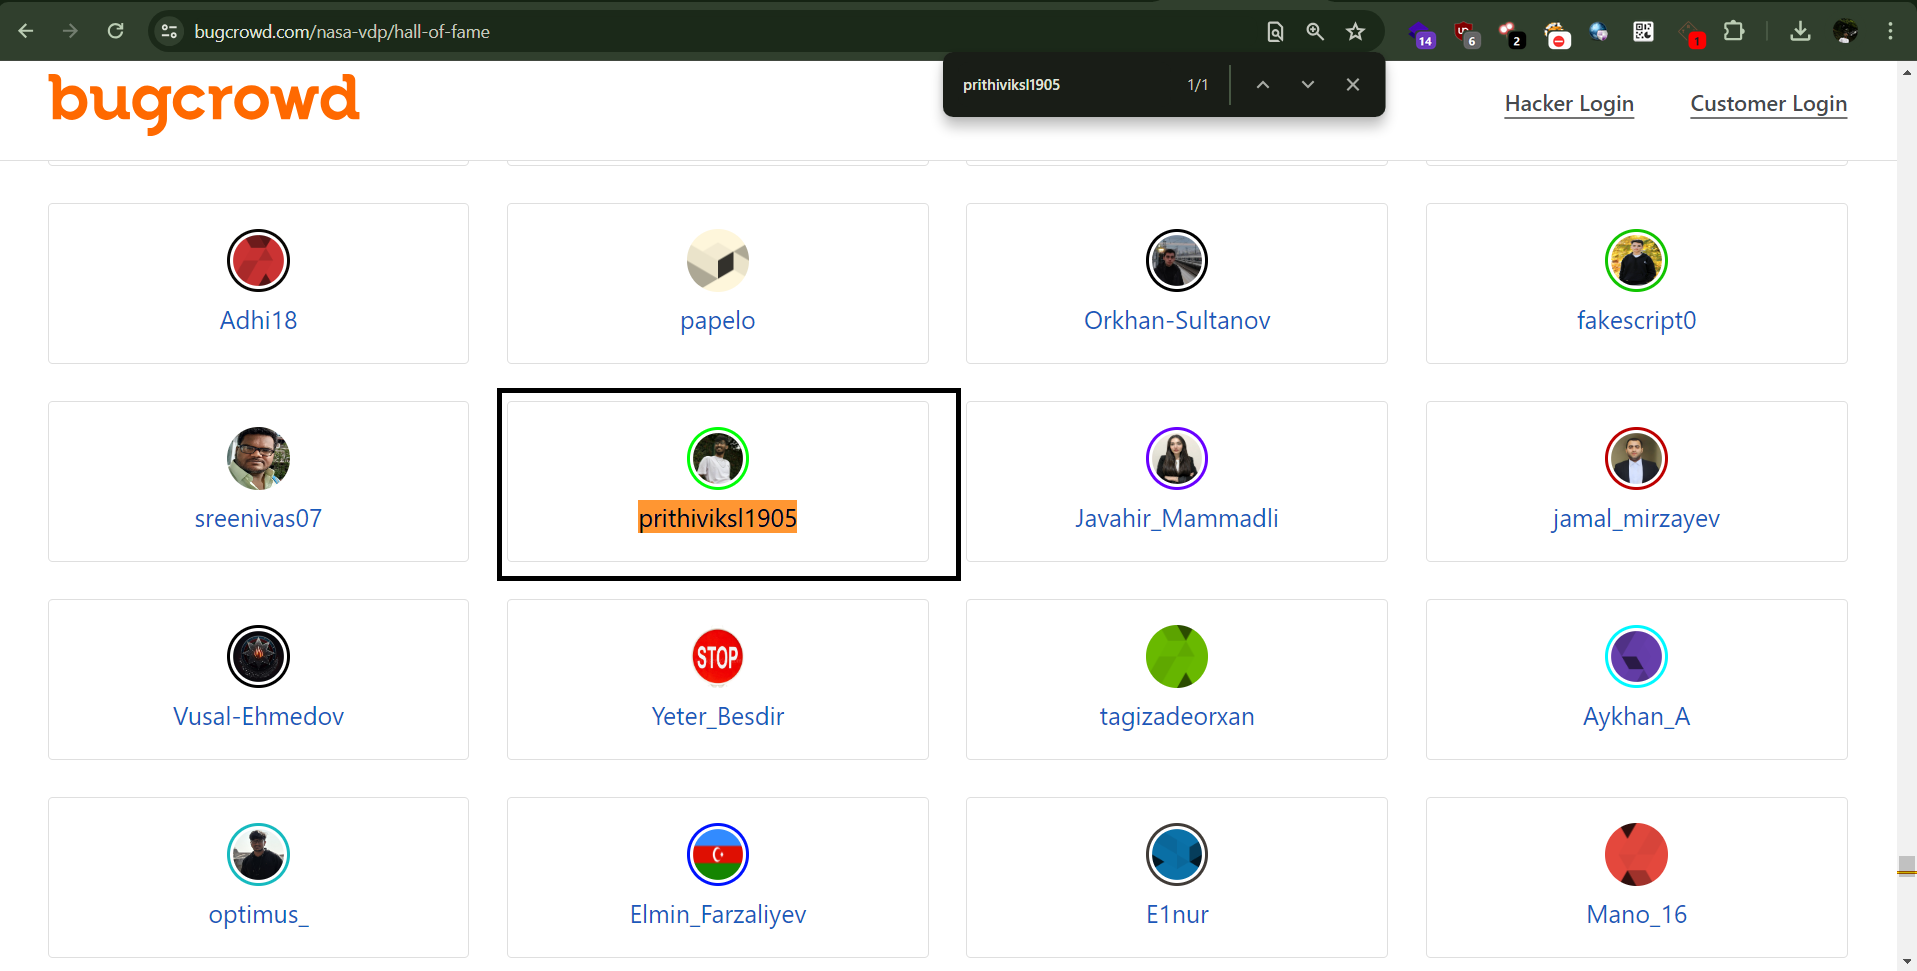 bugcrowd.com/nasa-vdp/hall-of-fame
14
6
2
1
prithiviksl1905 1/1
bugcrowd
Hacker Login Customer Login
Adhi18 papelo Orkhan-Sultanov fakescript0
sreenivas07 prithiviksl1905 Javahir_Mammadli jamal_mirzayev
STOP
Vusal-Ehmedov Yeter_Besdir tagizadeorxan Aykhan_A
optimus_ Elmin_Farzaliyev E1nur Mano_16